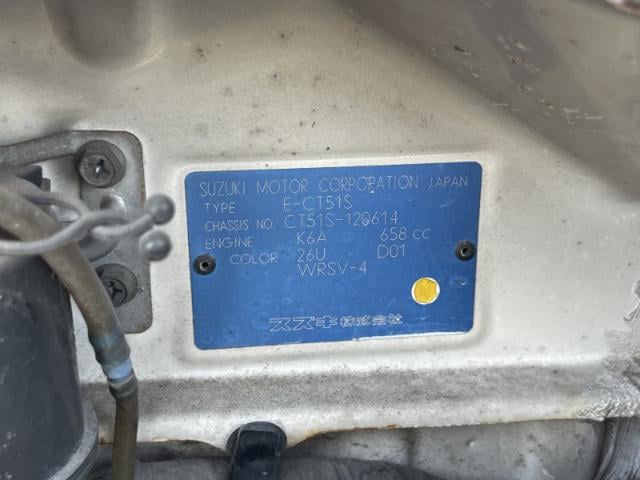 SUZUKI MOTOR CORPORATION JAPAN
TYPE E-CT51S
CHASSIS NO. CT51S-120614
ENGINE K6A 658 CC
COLOR 26U D01
WRSV-4
スズキ株式会社